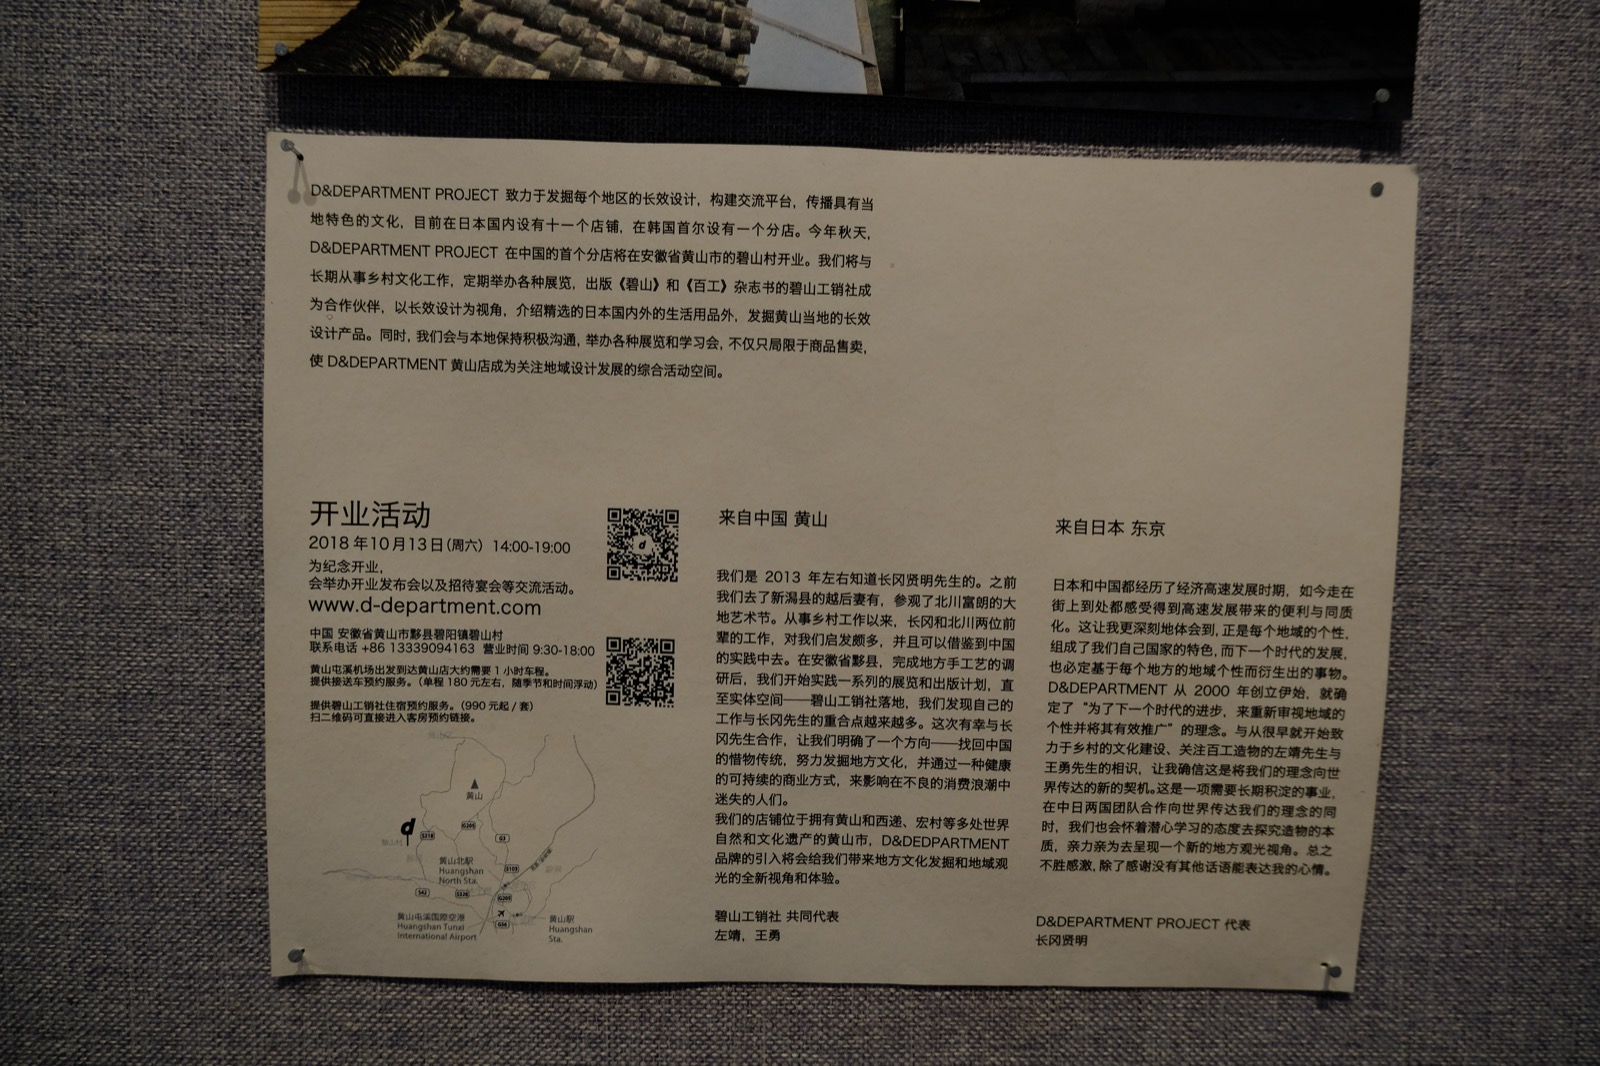 D&DEPARTMENT PROJECT 致力于发掘每个地区的长效设计，构建交流平台，传播具有当
地特色的文化，目前在日本国内设有十一个店铺，在韩国首尔设有一个分店。今年秋天，
D&DEPARTMENT PROJECT 在中国的首个分店将在安徽省黄山市的碧山村开业。我们将与
长期从事乡村文化工作，定期举办各种展览，出版《碧山》和《百工》杂志书的碧山工销社成
为合作伙伴，以长效设计为视角，介绍精选的日本国内外的生活用品外，发掘黄山当地的长效
设计产品。同时，我们会与本地保持积极沟通，举办各种展览和学习会，不仅只局限于商品售卖，
使 D&DEPARTMENT 黄山店成为关注地域设计发展的综合活动空间。
开业活动
2018 年 10 月 13 日(周六) 14:00-19:00
为纪念开业，
会举办开业发布会以及招待宴会等交流活动。
www.d-department.com
中国 安徽省黄山市黟县碧阳镇碧山村
联系电话 +86 13339094163 营业时间 9:30-18:00
黄山屯溪机场出发到达黄山店大约需要 1 小时车程。
提供接送车预约服务。（单程 180 元左右，随季节和时间浮动）
提供碧山工销社住宿预约服务。（990 元起 / 套）
扫二维码可直接进入客房预约链接。
黄山
d
S218
G205
G3
黄山北駅
Huangshan
North Sta.
S103
S42
S326
G205
G56
黄山屯溪国際空港
Huangshan Tunxi
International Airport
黄山駅
Huangshan
Sta.
来自中国 黄山
我们是 2013 年左右知道长冈贤明先生的。之前
我们去了新潟县的越后妻有，参观了北川富朗的大
地艺术节。从事乡村工作以来，长冈和北川两位前
辈的工作，对我们启发颇多，并且可以借鉴到中国
的实践中去。在安徽省黟县，完成地方手工艺的调
研后，我们开始实践一系列的展览和出版计划，直
至实体空间——碧山工销社落地，我们发现自己的
工作与长冈先生的重合点越来越多。这次有幸与长
冈先生合作，让我们明确了一个方向——找回中国
的惜物传统，努力发掘地方文化，并通过一种健康
的可持续的商业方式，来影响在不良的消费浪潮中
迷失的人们。
我们的店铺位于拥有黄山和西递、宏村等多处世界
自然和文化遗产的黄山市，D&DEDPARTMENT
品牌的引入将会给我们带来地方文化发掘和地域观
光的全新视角和体验。
碧山工销社 共同代表
左靖，王勇
来自日本 东京
日本和中国都经历了经济高速发展时期，如今走在
街上到处都感受得到高速发展带来的便利与同质
化。这让我更深刻地体会到，正是每个地域的个性，
组成了我们自己国家的特色，而下一个时代的发展，
也必定基于每个地方的地域个性而衍生出的事物。
D&DEPARTMENT 从 2000 年创立伊始，就确
定了“为了下一个时代的进步，来重新审视地域的
个性并将其有效推广”的理念。与从很早就开始致
力于乡村的文化建设、关注百工造物的左靖先生与
王勇先生的相识，让我确信这是将我们的理念向世
界传达的新的契机。这是一项需要长期积淀的事业，
在中日两国团队合作向世界传达我们的理念的同
时，我们也会怀着潜心学习的态度去探究造物的本
质，亲力亲为去呈现一个新的地方观光视角。总之
不胜感激，除了感谢没有其他话语能表达我的心情。
D&DEPARTMENT PROJECT 代表
长冈贤明